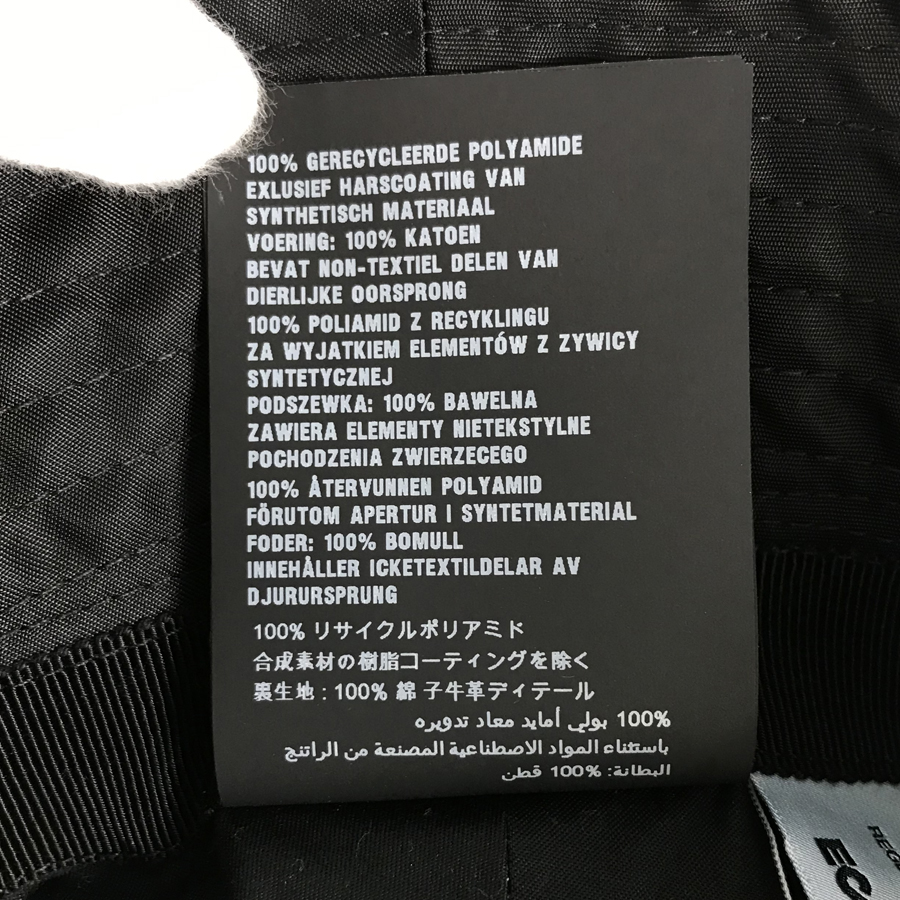 100% GERECYCLEERDE POLYAMIDE
EXLUSIEF HARSCOATING VAN
SYNTHETISCH MATERIAAL
VOERING: 100% KATOEN
BEVAT NON-TEXTIEL DELEN VAN
DIERLIJKE OORSPRONG
100% POLIAMID Z RECYKLINGU
ZA WYJATKIEM ELEMENTÓW Z ZYWICY
SYNTETYCZNEJ
PODSZEWKA: 100% BAWELNA
ZAWIERA ELEMENTY NIETEKSTYLNE
POCHODZENIA ZWIERZECEGO
100% ÅTERVUNNEN POLYAMID
FÖRUTOM APERTUR I SYNTETMATERIAL
FODER: 100% BOMULL
INNEHÅLLER ICKETEXTILDELAR AV
DJURURSPRUNG
100% リサイクルポリアミド
合成素材の樹脂コーティングを除く
裏生地 : 100% 綿 子牛革ディテール
100% بولي أمايد معاد تدويره
باستثناء المواد الاصطناعية المصنعة من الراتنج
البطانة: 100% قطن
REG
EC